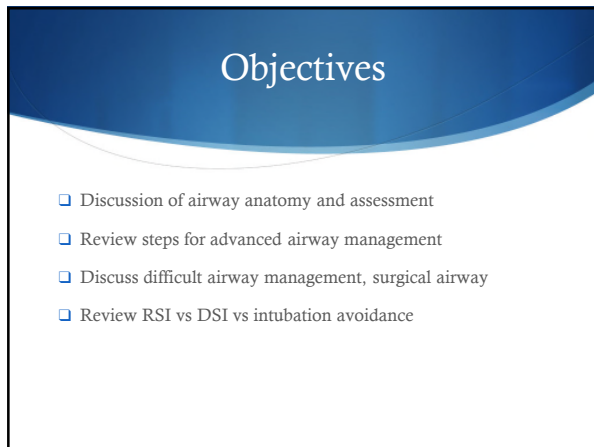 Objectives
❑ Discussion of airway anatomy and assessment
❑ Review steps for advanced airway management
❑ Discuss difficult airway management, surgical airway
❑ Review RSI vs DSI vs intubation avoidance